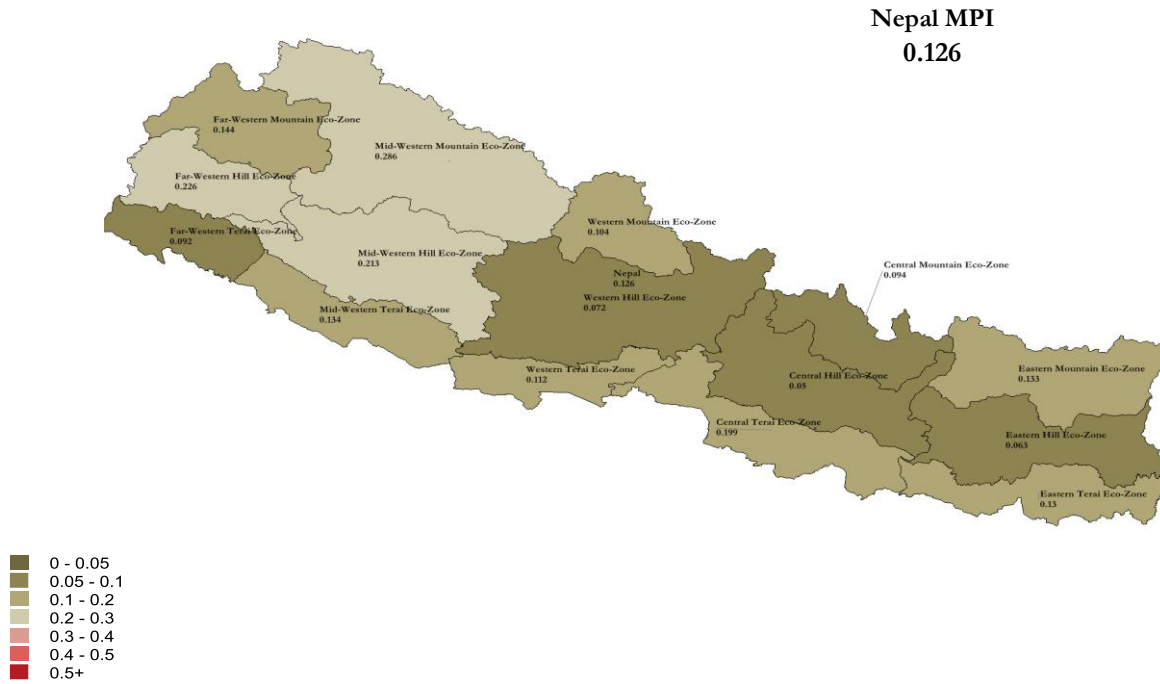 Nepal MPI
0.126
Far-Western Mountain Eco-Zone
0.144
Mid-Western Mountain Eco-Zone
0.286
Far-Western Hill Eco-Zone
0.226
Western Mountain Eco-Zone
0.104
Far-Western Terai Eco-Zone
0.092
Mid-Western Hill Eco-Zone
0.213
Central Mountain Eco-Zone
0.094
Nepal
0.126
Western Hill Eco-Zone
0.072
Mid-Western Terai Eco-Zone
0.134
Western Terai Eco-Zone
0.112
Central Hill Eco-Zone
0.05
Eastern Mountain Eco-Zone
0.133
Central Terai Eco-Zone
0.199
Eastern Hill Eco-Zone
0.063
Eastern Terai Eco-Zone
0.13
0 - 0.05
0.05 - 0.1
0.1 - 0.2
0.2 - 0.3
0.3 - 0.4
0.4 - 0.5
0.5+